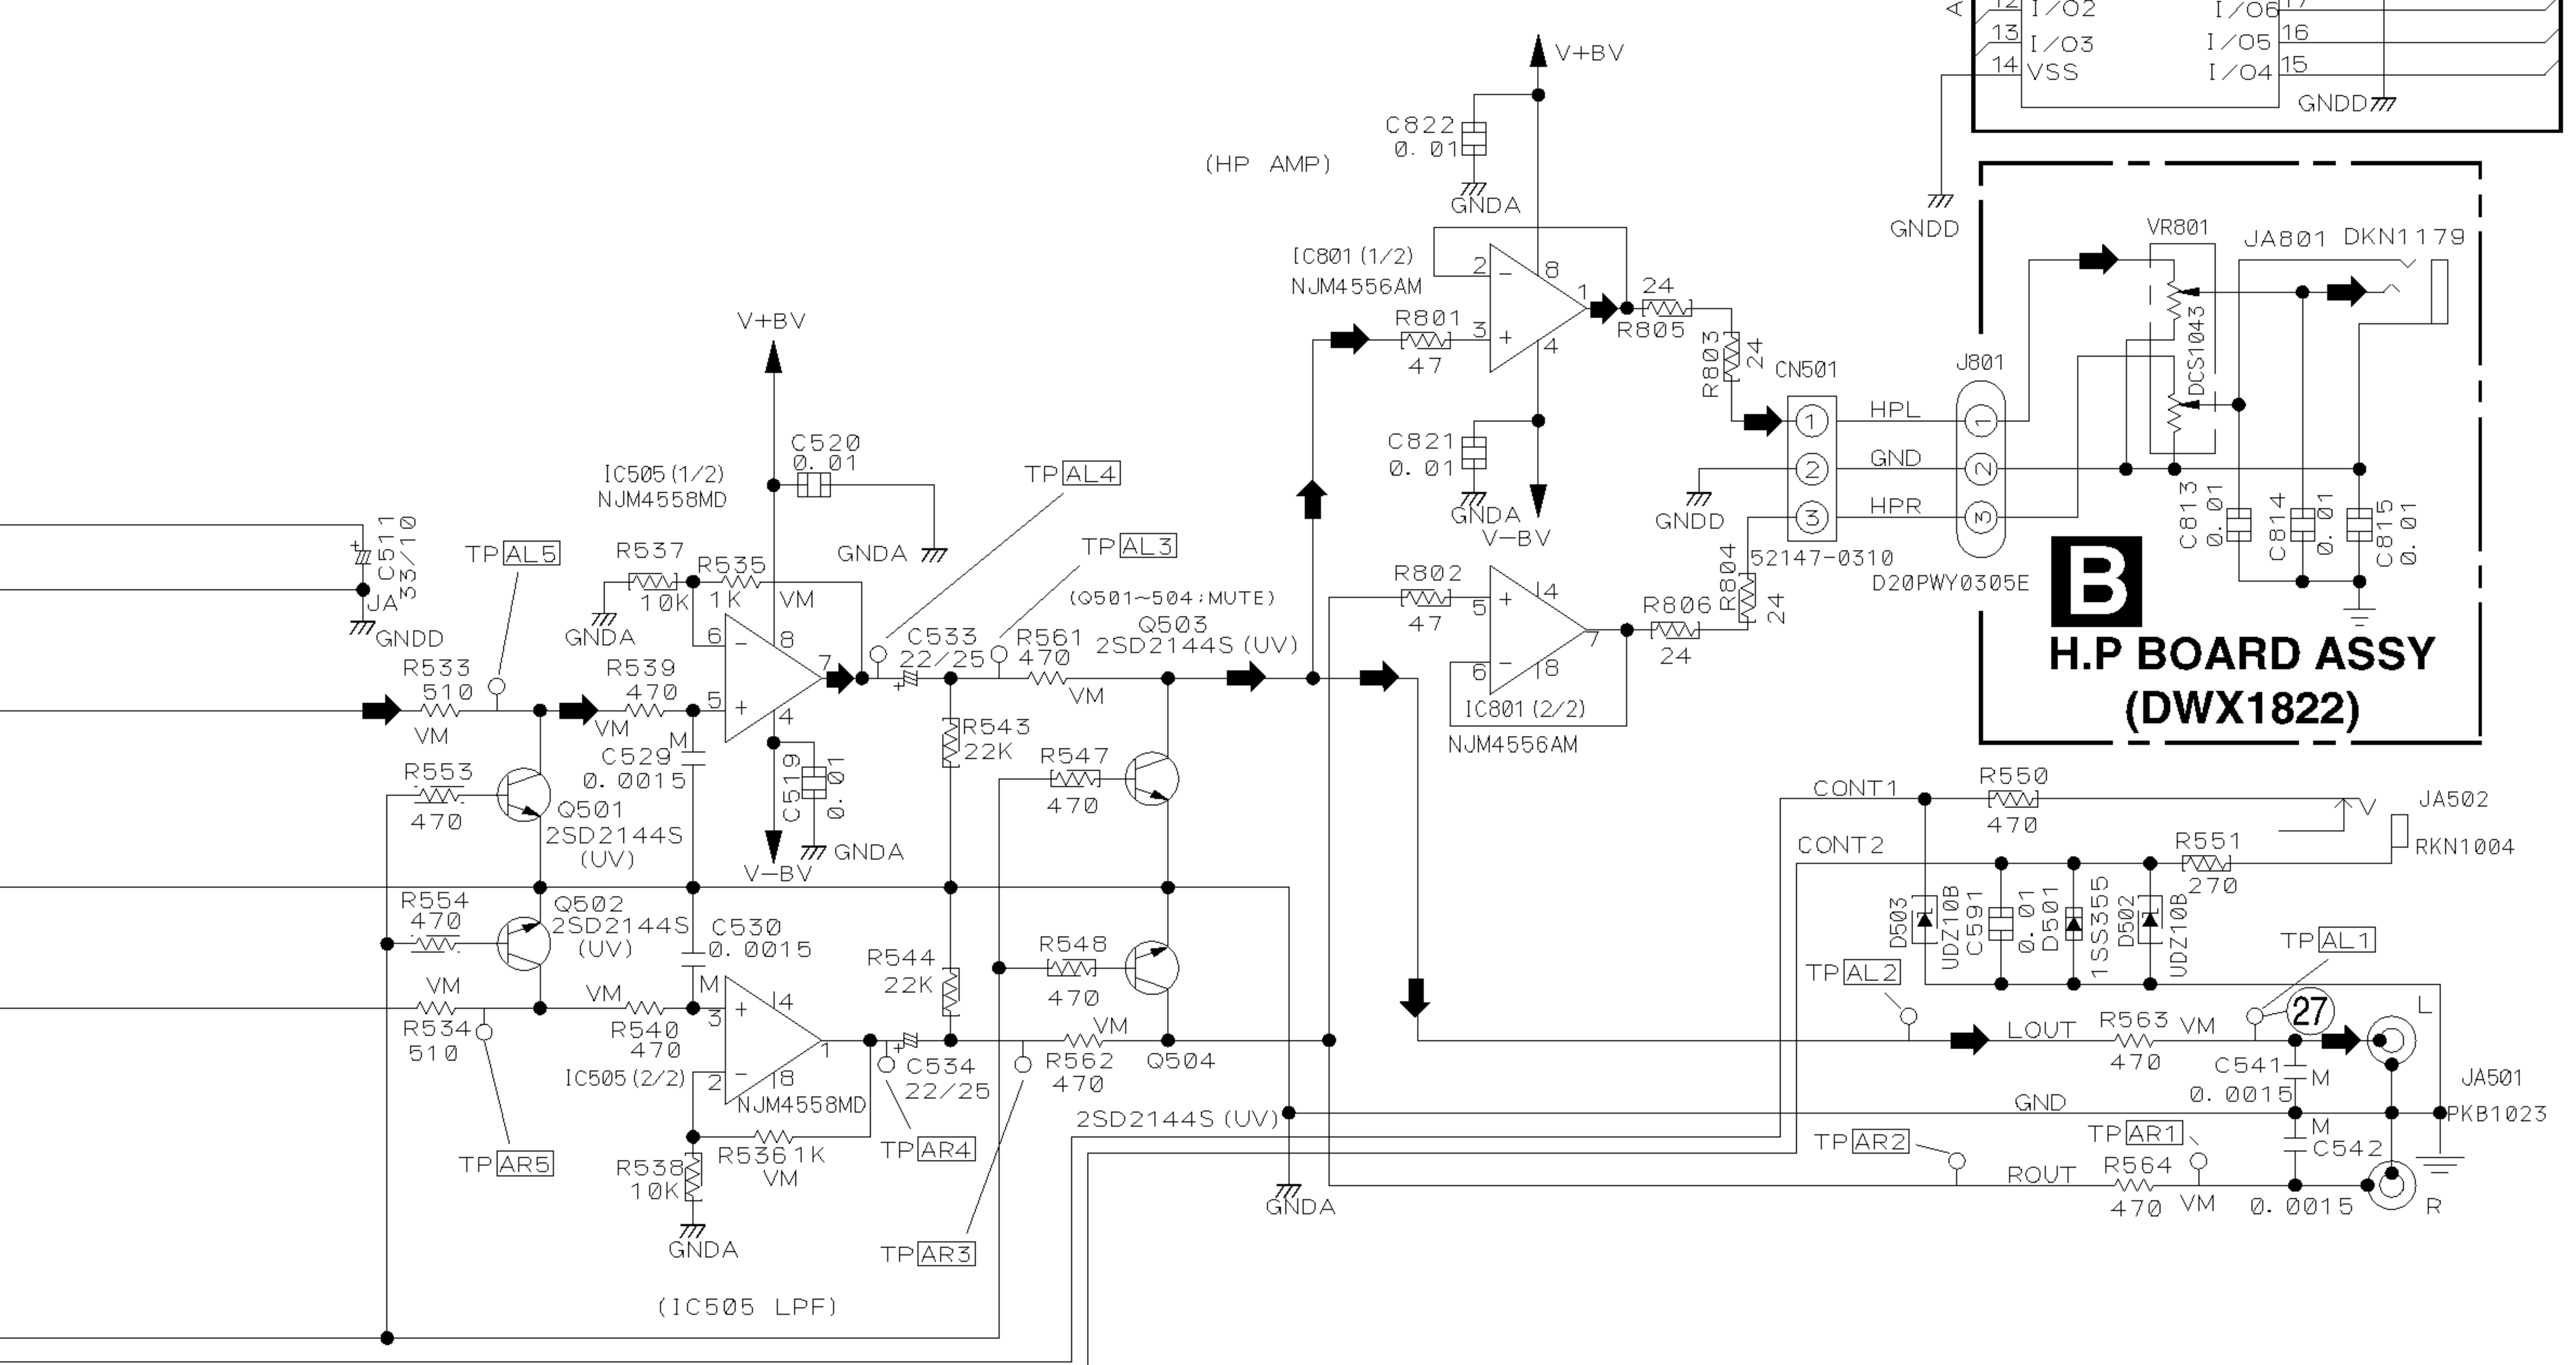 12 I/O2 I/O6
13 I/O3 I/O5 16
14 VSS I/O4 15
GNDD
GNDD
V+BV
C822
0.01
GNDA
(HP AMP)
IC801(1/2)
NJM4556AM
2 8 1 3 4
R801
47
24
R805
R803
24
C821
0.01
GNDA
V-BV
CN501
1
2
3
52147-0310
GNDD
HPL
GND
HPR
J801
1
2
3
D20PWY0305E
VR801
DCS1043
JA801 DKN1179
C813
0.01
C814
0.01
C815
0.01
B
H.P BOARD ASSY
(DWX1822)
R802
47
5 4 7 6 8
R806
24
R804
24
IC801(2/2)
NJM4556AM
V+BV
C520
0.01
IC505(1/2)
NJM4558MD
GNDA
C511
33/10
JA
GNDD
TP AL5
R537
10K
GNDA
R535
1K VM
6 8 7 5 4
TP AL4
TP AL3
(Q501~504:MUTE)
Q503
2SD2144S(UV)
C533
22/25
R561
470
VM
R533
510
VM
R539
470
VM
M
C529
0.0015
R553
470
Q501
2SD2144S
(UV)
C519
0.01
GNDA
V-BV
R543
22K
R547
470
R554
470
Q502
2SD2144S
(UV)
C530
0.0015
M
R544
22K
R548
470
VM
R534
510
VM
R540
470
3 4 1 2 8
IC505(2/2)
NJM4558MD
C534
22/25
VM
R562
470
Q504
2SD2144S(UV)
TP AR5
R538
10K
GNDA
R536 1K
VM
TP AR4
TP AR3
GNDA
(IC505 LPF)
CONT1
R550
470
JA502
RKN1004
CONT2
R551
270
D503
UDZ10B
C591
0.01
D501
1SS355
D502
UDZ10B
TP AL1
TP AL2
27
L
LOUT
R563 VM
470
C541
0.0015
M
JA501
PKB1023
GND
TP AR2
TP AR1
M
C542
0.0015
ROUT
R564
470 VM
R